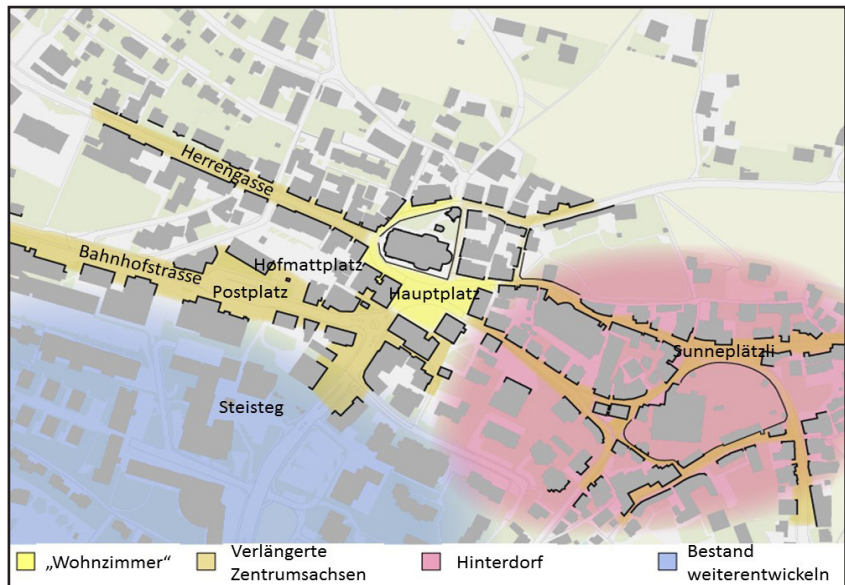 Herrengasse
Bahnhofstrasse
Hofmattplatz
Postplatz
Hauptplatz
Sunneplätzli
Steisteg
„Wohnzimmer“
Verlängerte
Zentrumsachsen
Hinterdorf
Bestand
weiterentwickeln